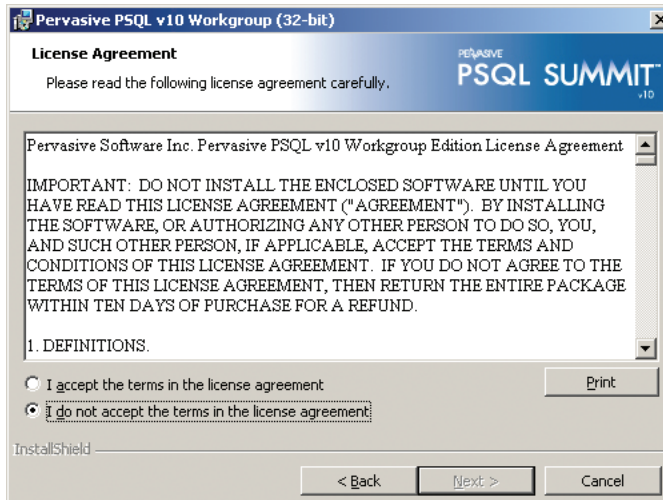 Pervasive PSQL v10 Workgroup (32-bit)
License Agreement
Please read the following license agreement carefully.
PERVASIVE
PSQL SUMMIT™
v10
Pervasive Software Inc. Pervasive PSQL v10 Workgroup Edition License Agreement
IMPORTANT: DO NOT INSTALL THE ENCLOSED SOFTWARE UNTIL YOU
HAVE READ THIS LICENSE AGREEMENT ("AGREEMENT"). BY INSTALLING
THE SOFTWARE, OR AUTHORIZING ANY OTHER PERSON TO DO SO, YOU,
AND SUCH OTHER PERSON, IF APPLICABLE, ACCEPT THE TERMS AND
CONDITIONS OF THIS LICENSE AGREEMENT. IF YOU DO NOT AGREE TO THE
TERMS OF THIS LICENSE AGREEMENT, THEN RETURN THE ENTIRE PACKAGE
WITHIN TEN DAYS OF PURCHASE FOR A REFUND.
1. DEFINITIONS.
I accept the terms in the license agreement
Print
I do not accept the terms in the license agreement
InstallShield
< Back
Next >
Cancel